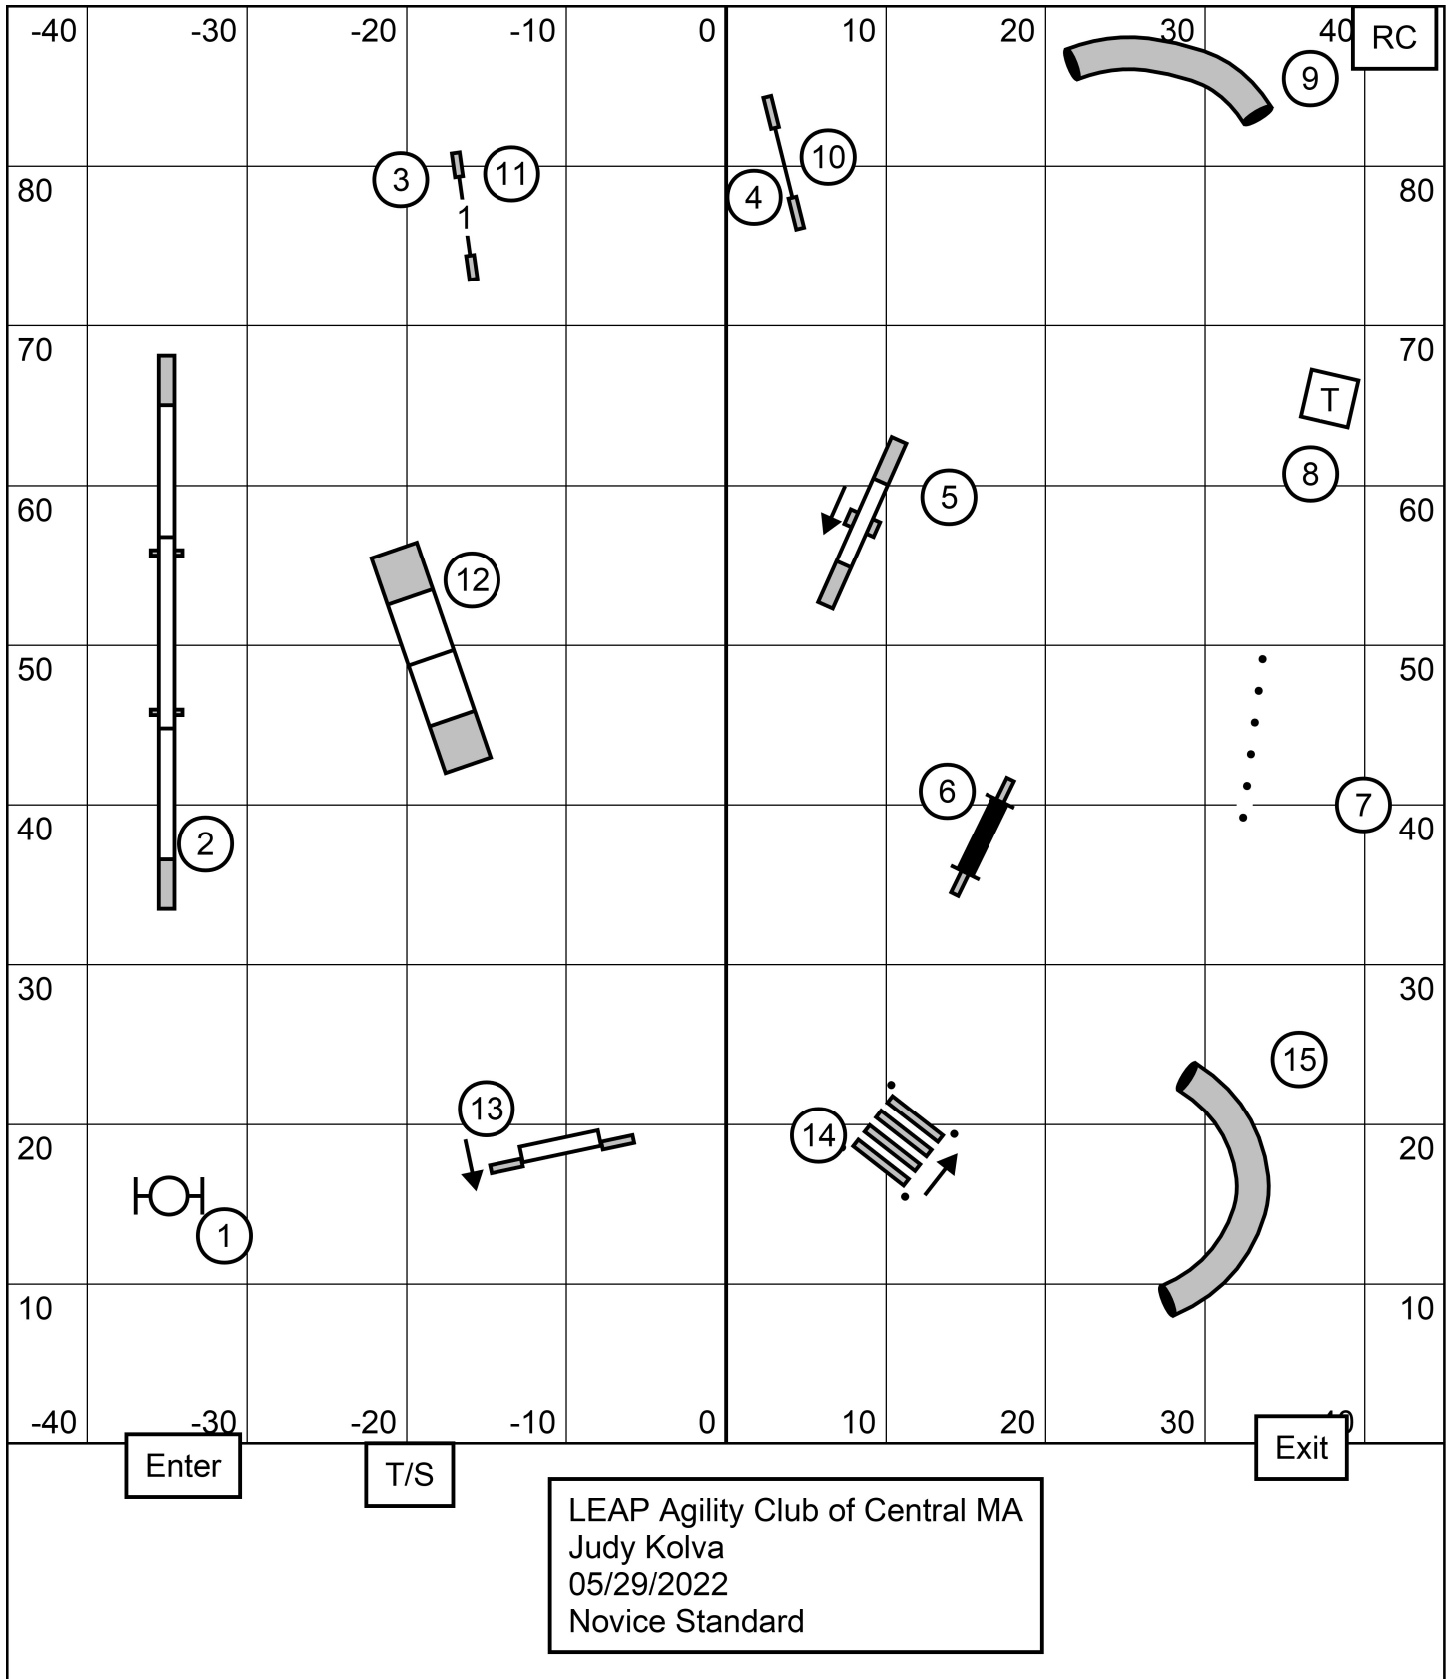 -40 -30 -20 -10 0 10 20 30 40 RC
9
3 11 10
80 4 80
1
70 70
T
8
60 5 60
12
50 50
6 7
40 2 40
30 30
15
13
20 14 20
1
10 10
-40 -30 -20 -10 0 10 20 30 40
Enter T/S Exit
LEAP Agility Club of Central MA
Judy Kolva
05/29/2022
Novice Standard